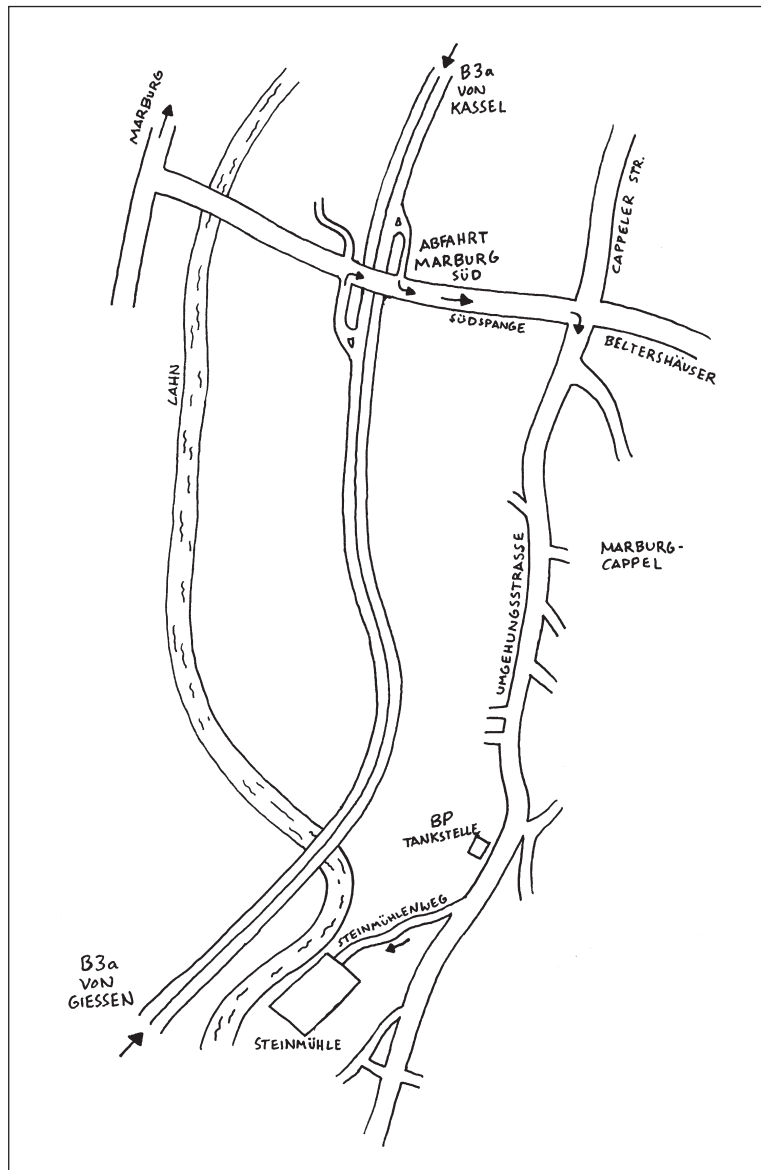 B3a
VON
KASSEL
MARBURG
CAPPELER STR.
ABFAHRT
MARBURG
SÜD
SÜDSPANGE
BELTERSHÄUSER
LAHN
MARBURG-
CAPPEL
UMGEHUNGSSTRASSE
BP
TANKSTELLE
STEINMÜHLENWEG
B3a
VON
GIESSEN
STEINMÜHLE